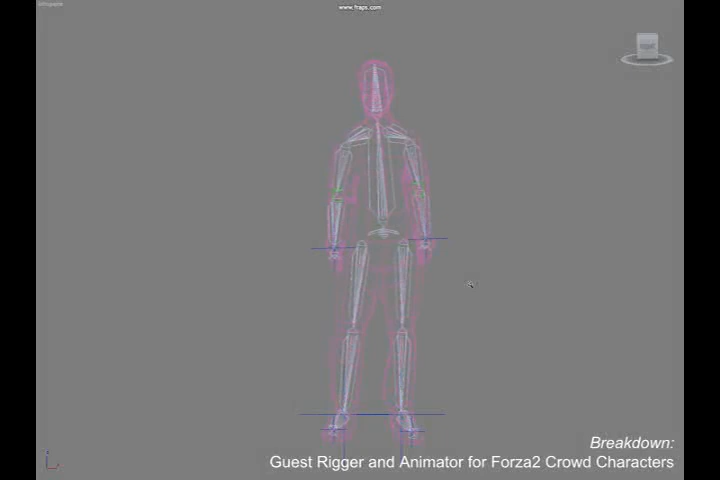 www.fraps.com
Breakdown:
Guest Rigger and Animator for Forza2 Crowd Characters